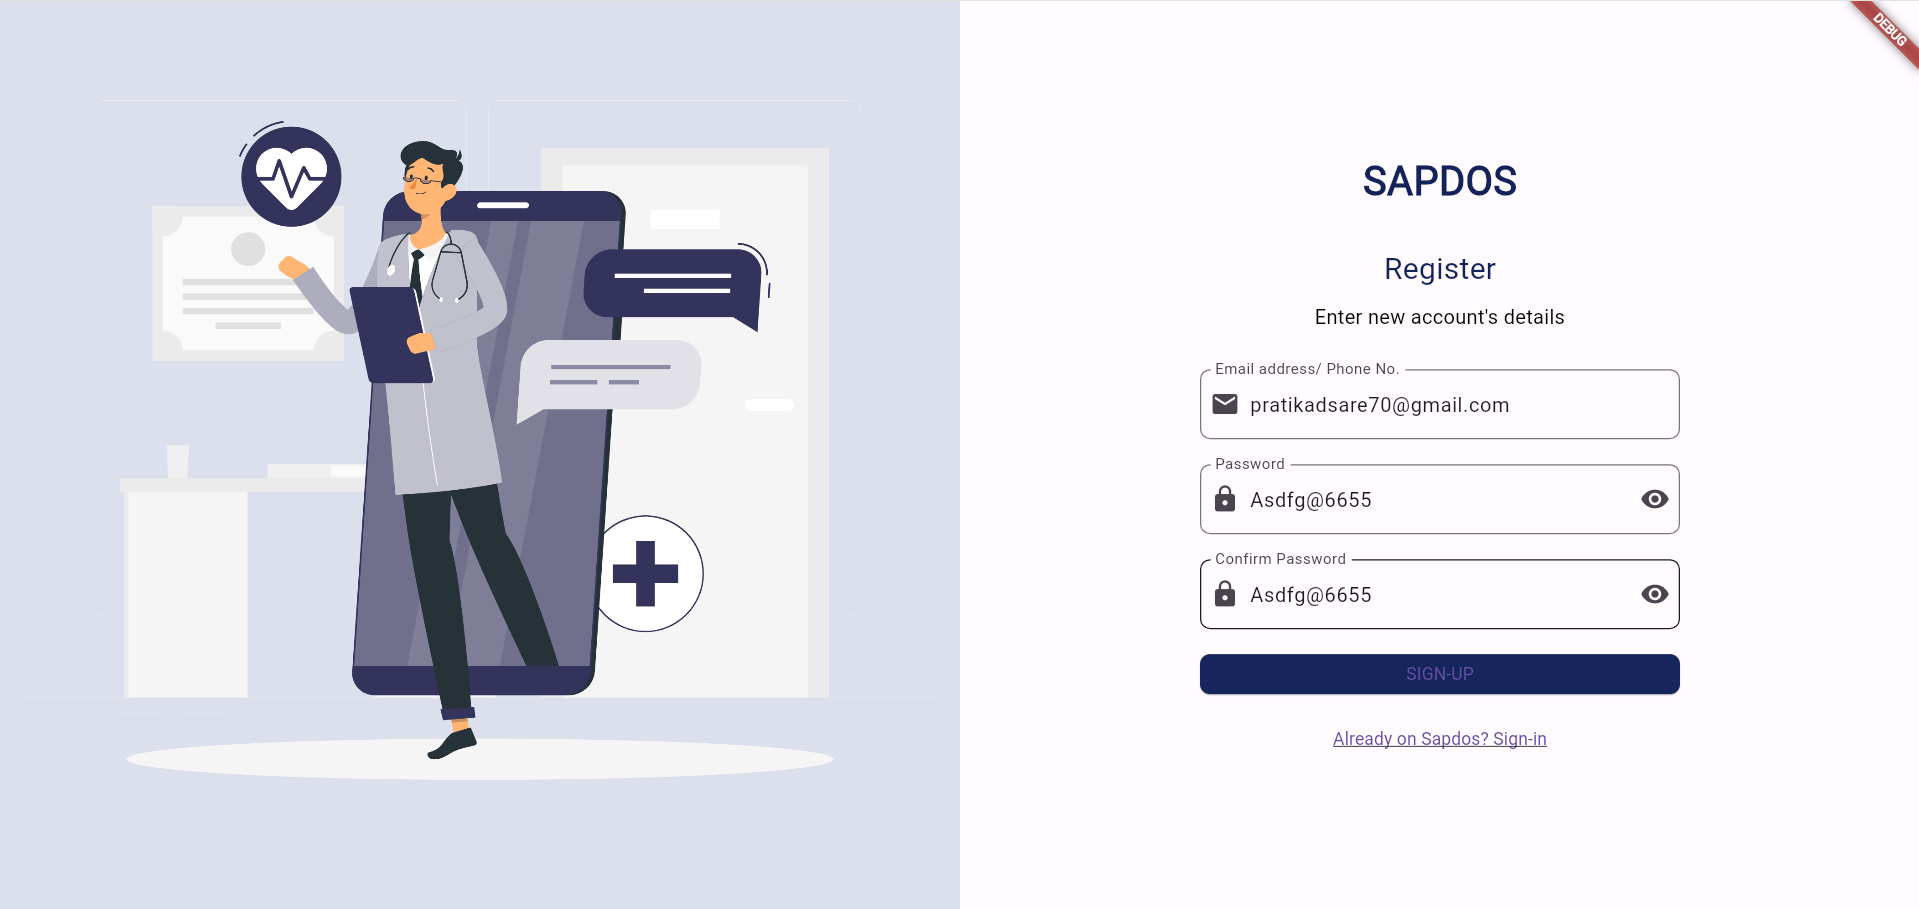 DEBUG
SAPDOS
Register
Enter new account's details
Email address/ Phone No.
pratikadsare70@gmail.com
Password
Asdfg@6655
Confirm Password
Asdfg@6655
SIGN-UP
Already on Sapdos? Sign-in